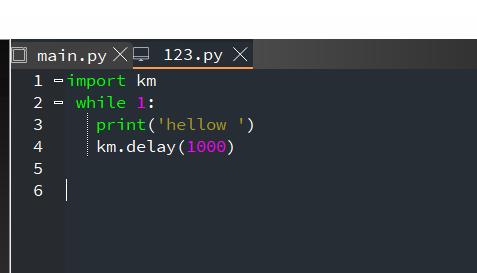 main.py 123.py
1 import km
2 while 1:
3 print('hellow ')
4 km.delay(1000)
5
6